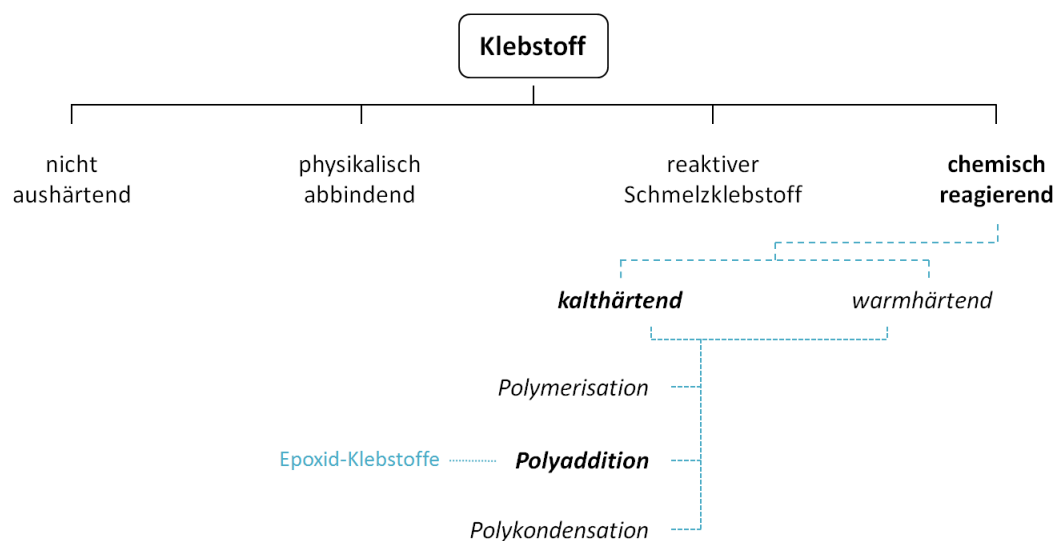 Klebstoff
nicht
aushärtend
physikalisch
abbindend
reaktiver
Schmelzklebstoff
chemisch
reagierend
kalthärtend
warmhärtend
Polymerisation
Epoxid-Klebstoffe
Polyaddition
Polykondensation